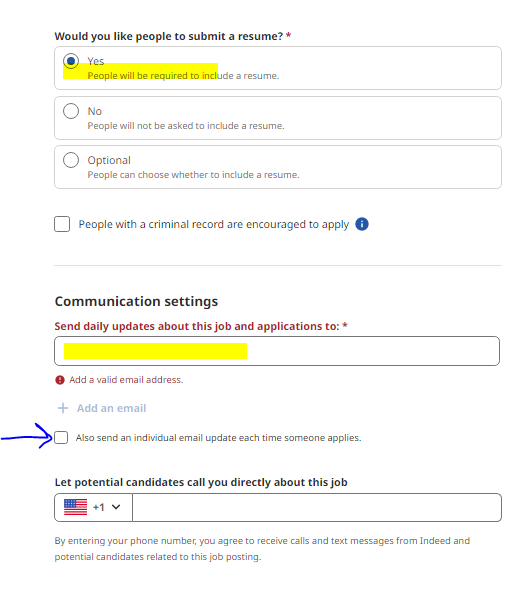 Would you like people to submit a resume? *
Yes
People will be required to include a resume.
No
People will not be asked to include a resume.
Optional
People can choose whether to include a resume.
People with a criminal record are encouraged to apply
Communication settings
Send daily updates about this job and applications to: *
Add a valid email address.
+ Add an email
Also send an individual email update each time someone applies.
Let potential candidates call you directly about this job
+1
By entering your phone number, you agree to receive calls and text messages from Indeed and
potential candidates related to this job posting.